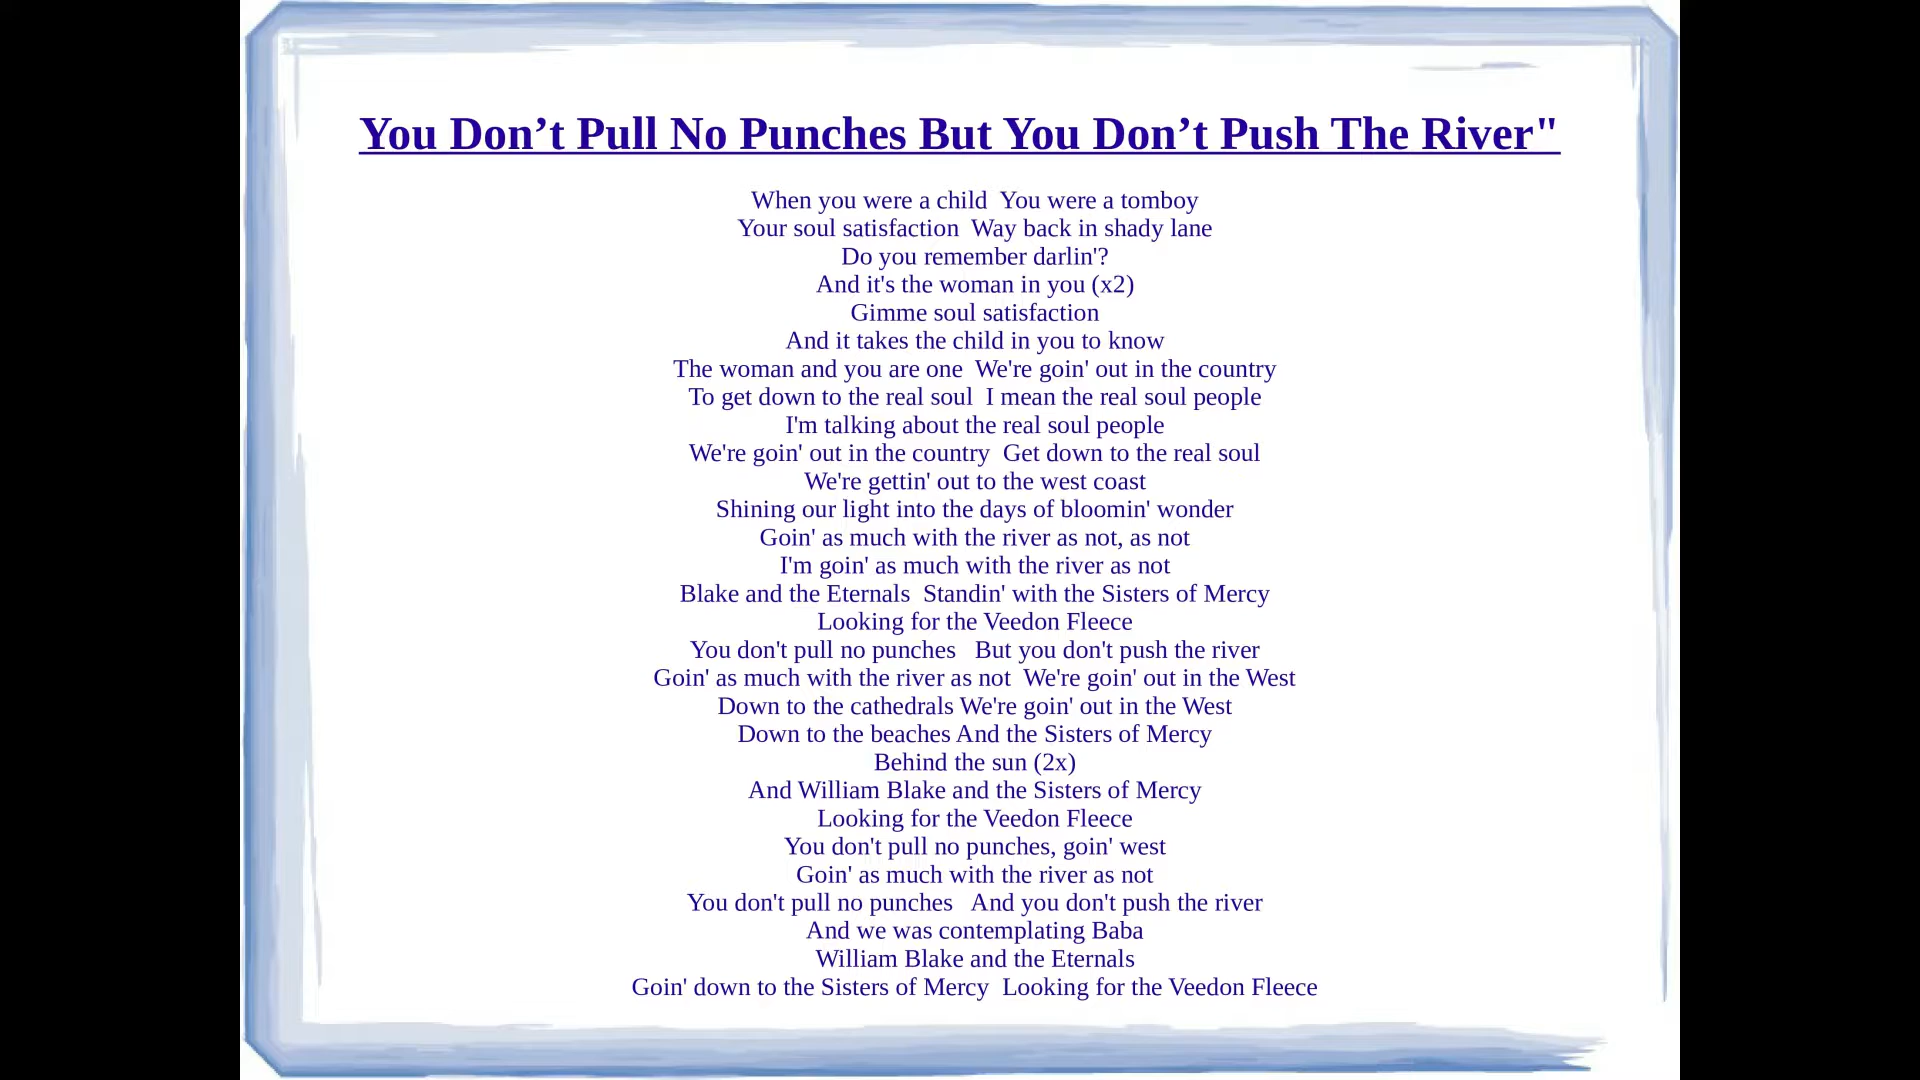 You Don’t Pull No Punches But You Don’t Push The River"
When you were a child  You were a tomboy
Your soul satisfaction  Way back in shady lane
Do you remember darlin'?
And it's the woman in you (x2)
Gimme soul satisfaction
And it takes the child in you to know
The woman and you are one  We're goin' out in the country
To get down to the real soul  I mean the real soul people
I'm talking about the real soul people
We're goin' out in the country  Get down to the real soul
We're gettin' out to the west coast
Shining our light into the days of bloomin' wonder
Goin' as much with the river as not, as not
I'm goin' as much with the river as not
Blake and the Eternals  Standin' with the Sisters of Mercy
Looking for the Veedon Fleece
You don't pull no punches   But you don't push the river
Goin' as much with the river as not  We're goin' out in the West
Down to the cathedrals We're goin' out in the West
Down to the beaches And the Sisters of Mercy
Behind the sun (2x)
And William Blake and the Sisters of Mercy
Looking for the Veedon Fleece
You don't pull no punches, goin' west
Goin' as much with the river as not
You don't pull no punches   And you don't push the river
And we was contemplating Baba
William Blake and the Eternals
Goin' down to the Sisters of Mercy  Looking for the Veedon Fleece